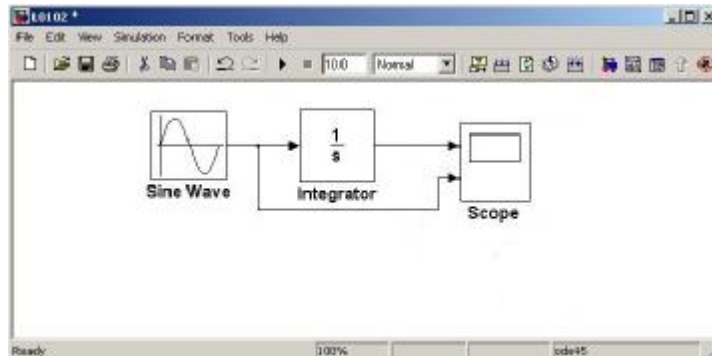 L0102 *
File Edit View Simulation Format Tools Help
10.0 Normal
1
s
Sine Wave
Integrator
Scope
Ready 100% ode45